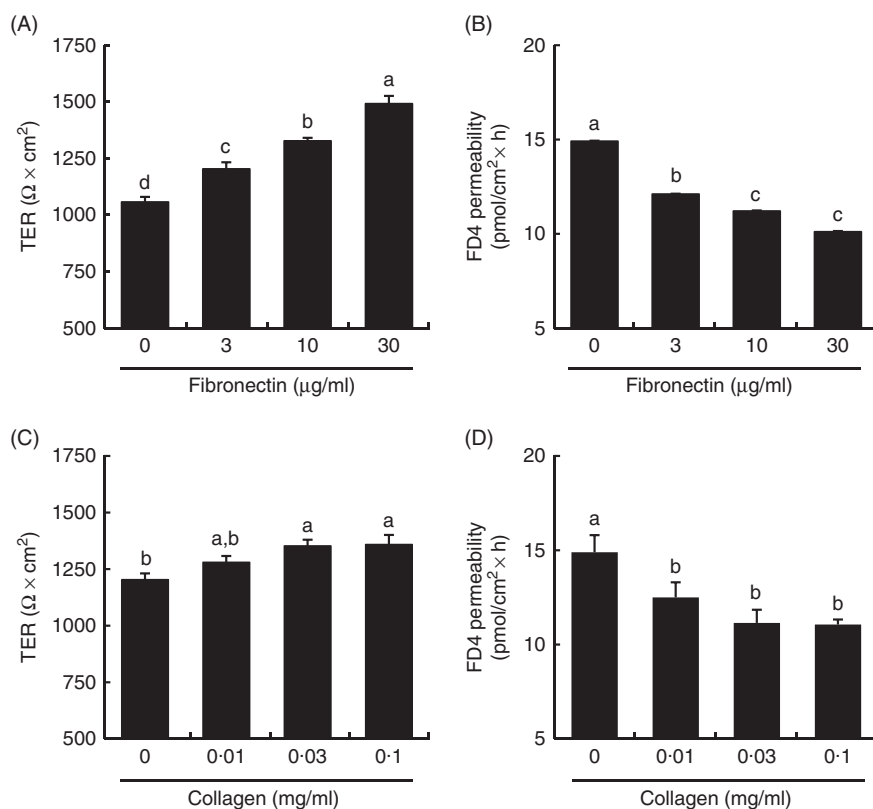 (A)
TER (Ω × cm²)
1750
1500
1250
1000
750
500
d
c
b
a
0 3 10 30
Fibronectin (μg/ml)
(B)
FD4 permeability
(pmol/cm² × h)
20
15
10
5
a
b
c
c
0 3 10 30
Fibronectin (μg/ml)
(C)
TER (Ω × cm²)
1750
1500
1250
1000
750
500
b
a,b
a
a
0 0·01 0·03 0·1
Collagen (mg/ml)
(D)
FD4 permeability
(pmol/cm² × h)
20
15
10
5
a
b
b
b
0 0·01 0·03 0·1
Collagen (mg/ml)